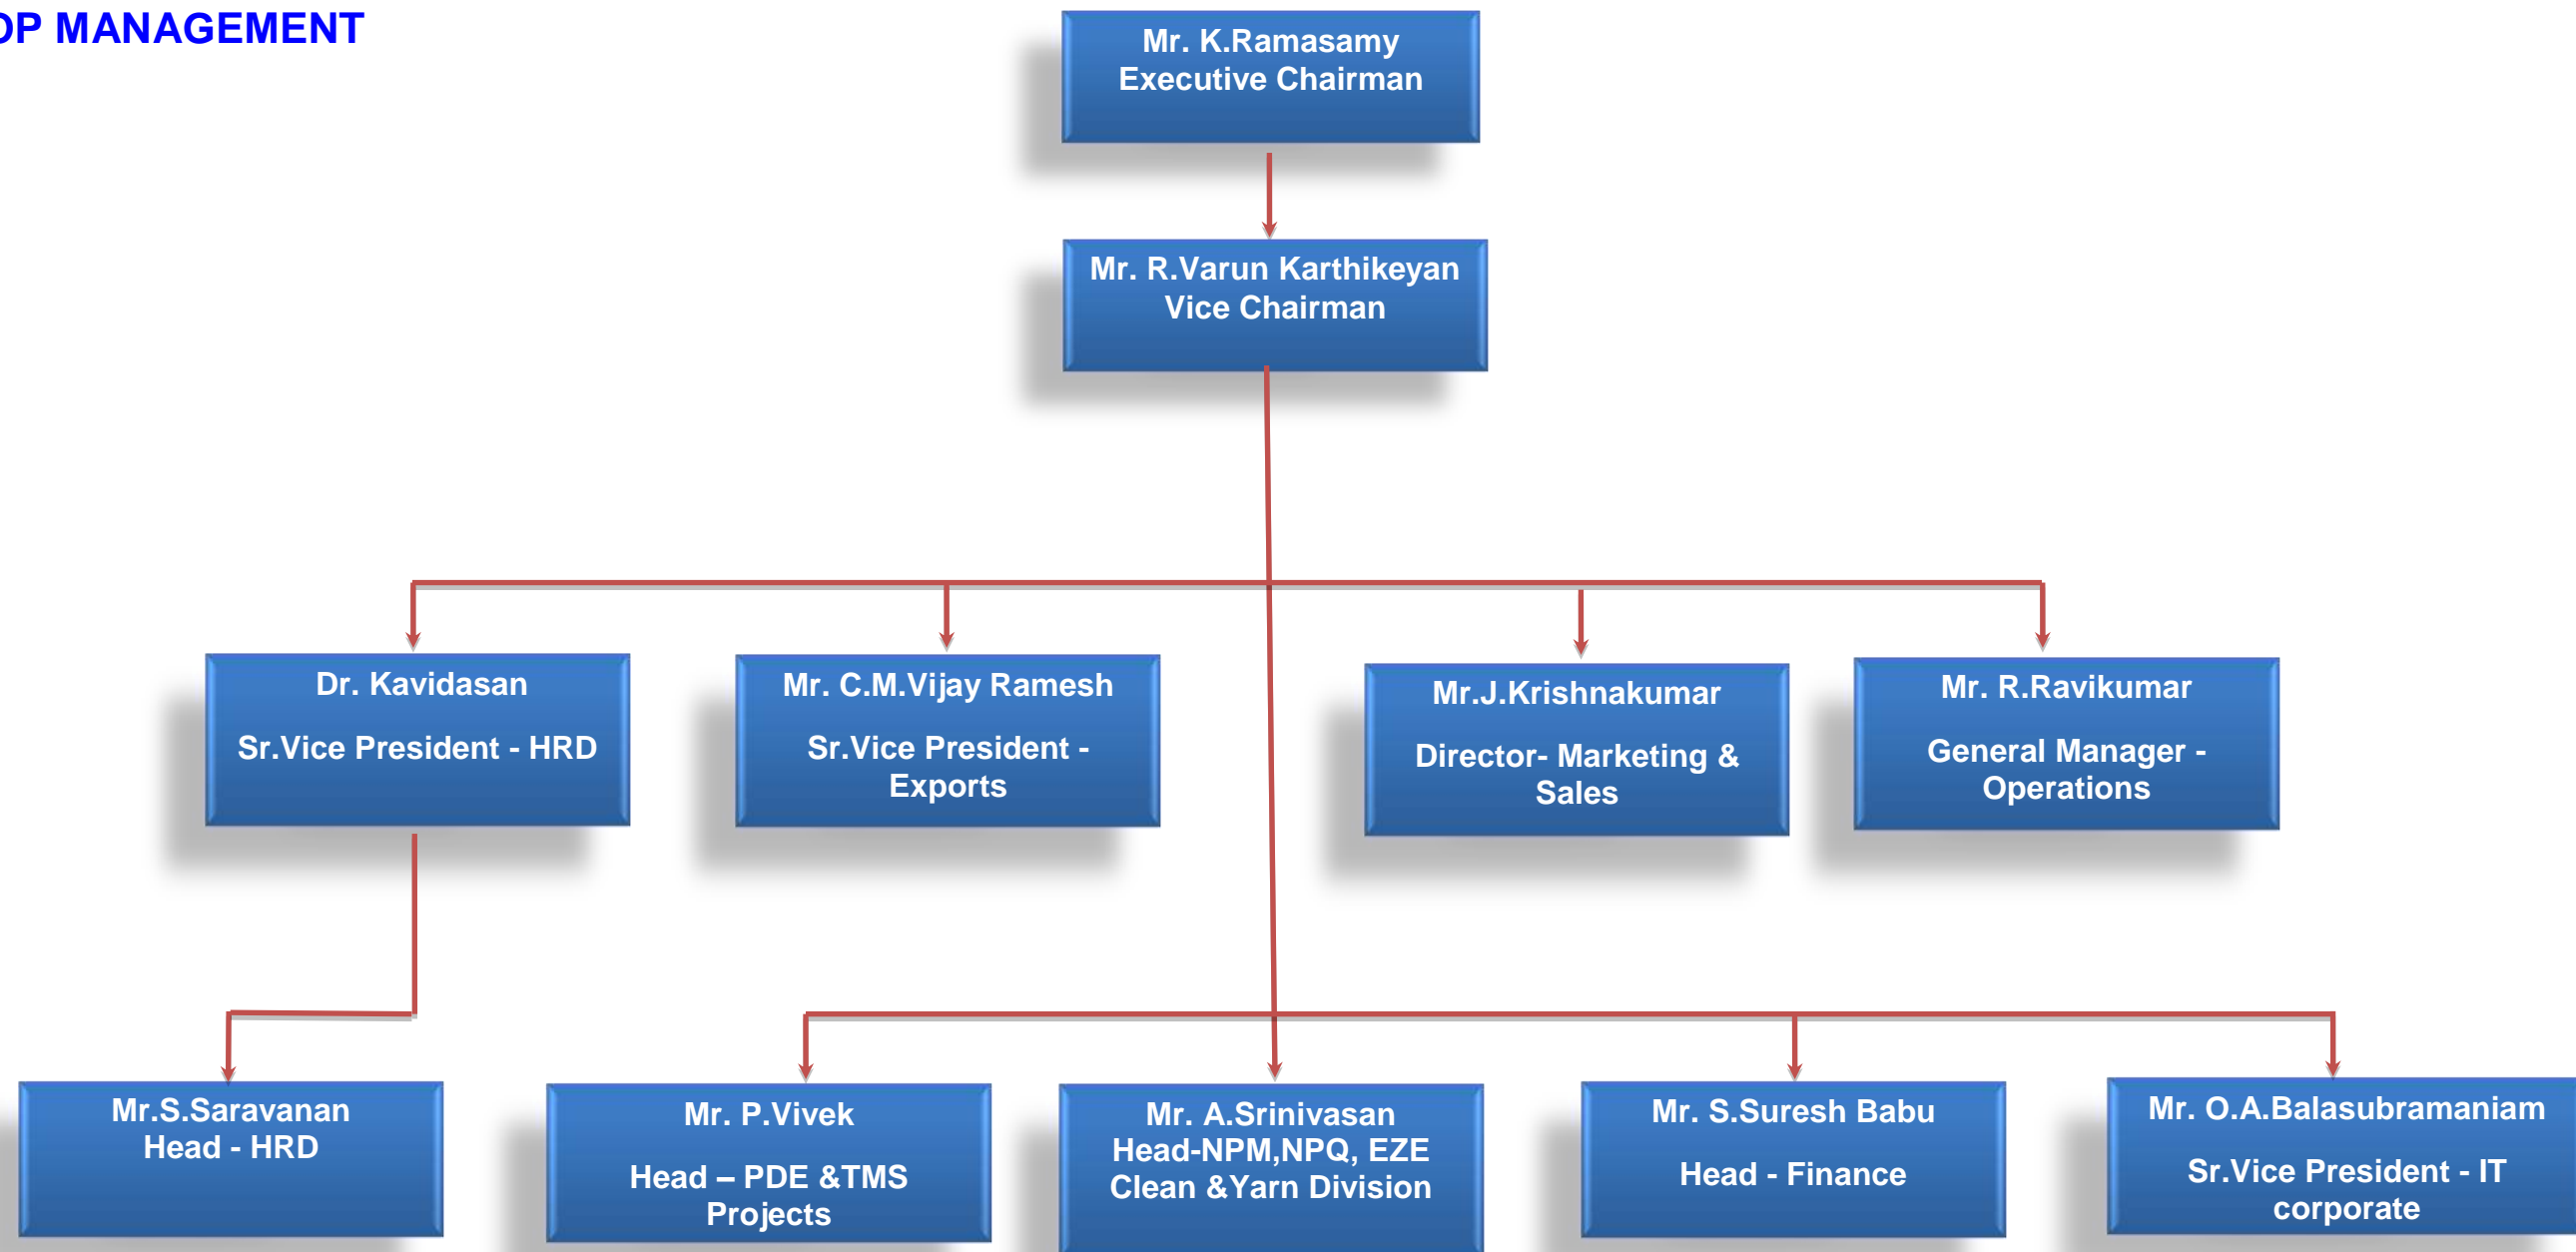 OP MANAGEMENT
Mr. K.Ramasamy
Executive Chairman
Mr. R.Varun Karthikeyan
Vice Chairman
Dr. Kavidasan
Sr.Vice President - HRD
Mr. C.M.Vijay Ramesh
Sr.Vice President -
Exports
Mr.J.Krishnakumar
Director- Marketing &
Sales
Mr. R.Ravikumar
General Manager -
Operations
Mr.S.Saravanan
Head - HRD
Mr. P.Vivek
Head – PDE &TMS
Projects
Mr. A.Srinivasan
Head-NPM,NPQ, EZE
Clean &Yarn Division
Mr. S.Suresh Babu
Head - Finance
Mr. O.A.Balasubramaniam
Sr.Vice President - IT
corporate